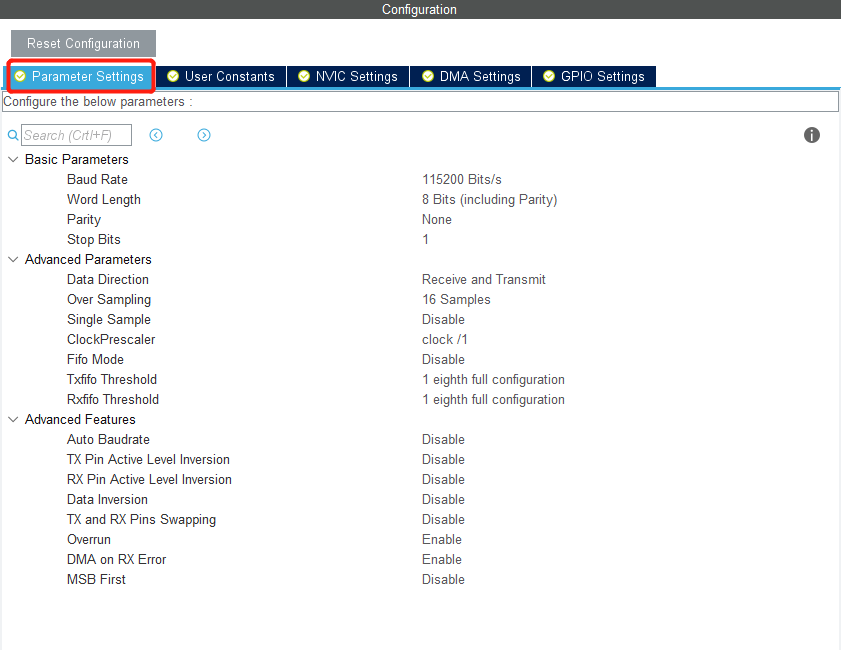 Configuration
Reset Configuration
Parameter Settings User Constants NVIC Settings DMA Settings GPIO Settings
Configure the below parameters :
Search (Crtl+F)
Basic Parameters
Baud Rate 115200 Bits/s
Word Length 8 Bits (including Parity)
Parity None
Stop Bits 1
Advanced Parameters
Data Direction Receive and Transmit
Over Sampling 16 Samples
Single Sample Disable
ClockPrescaler clock /1
Fifo Mode Disable
Txfifo Threshold 1 eighth full configuration
Rxfifo Threshold 1 eighth full configuration
Advanced Features
Auto Baudrate Disable
TX Pin Active Level Inversion Disable
RX Pin Active Level Inversion Disable
Data Inversion Disable
TX and RX Pins Swapping Disable
Overrun Enable
DMA on RX Error Enable
MSB First Disable